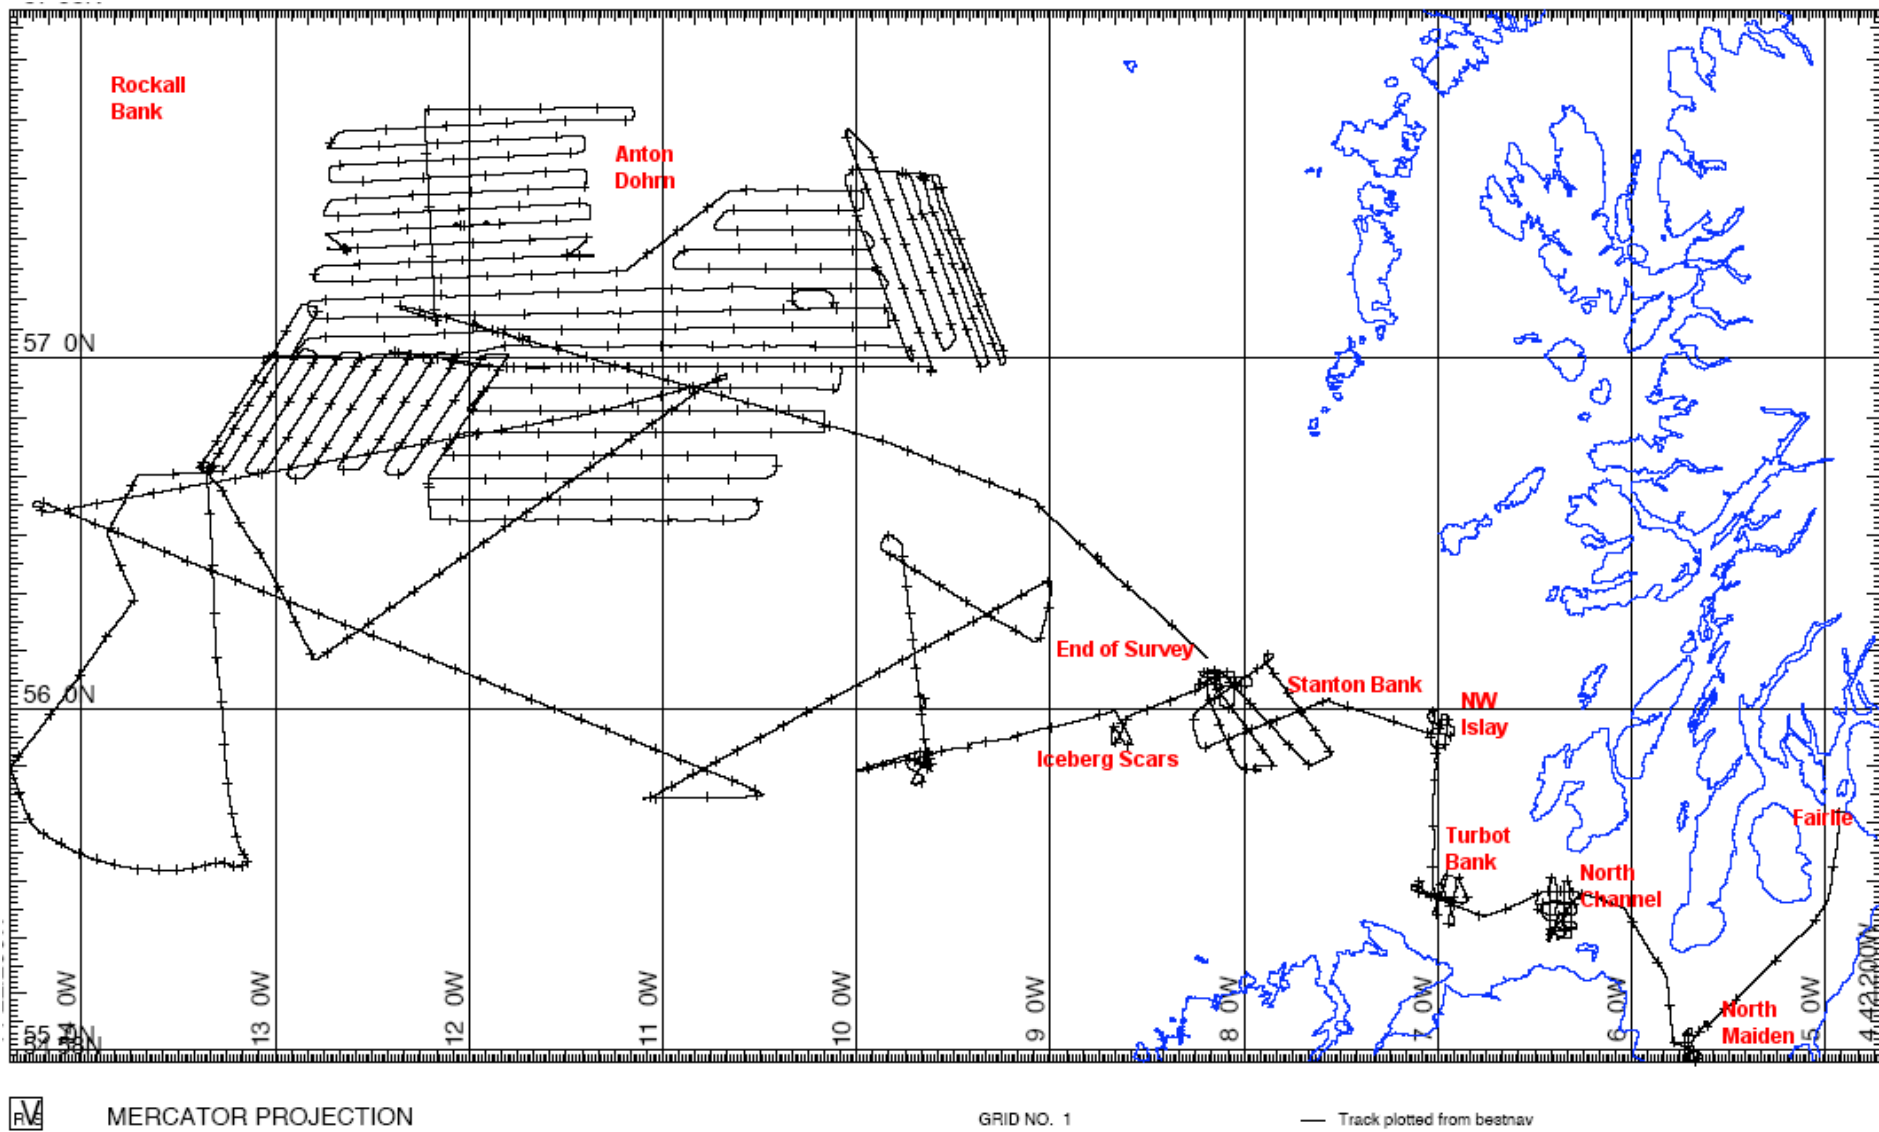 Rockall
Bank
Anton
Dohrn
57 0N
End of Survey
Stanton Bank
56 0N
NW
Islay
Iceberg Scars
Fairlie
Turbot
Bank
North
Channel
14 0W
13 0W
12 0W
11 0W
10 0W
9 0W
8 0W
7 0W
6 0W
5 0W
North
Maiden
RVS
MERCATOR PROJECTION
GRID NO. 1
Track plotted from bestnav